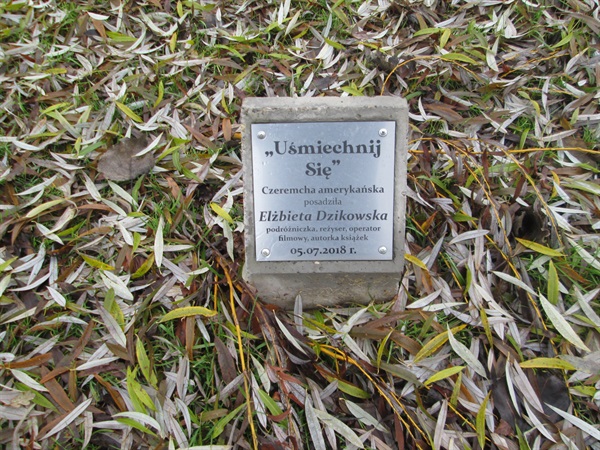 „Uśmiechnij
Się”
Czeremcha amerykańska
posadziła
Elżbieta Dzikowska
podróżniczka, reżyser, operator
filmowy, autorka książek
05.07.2018 r.